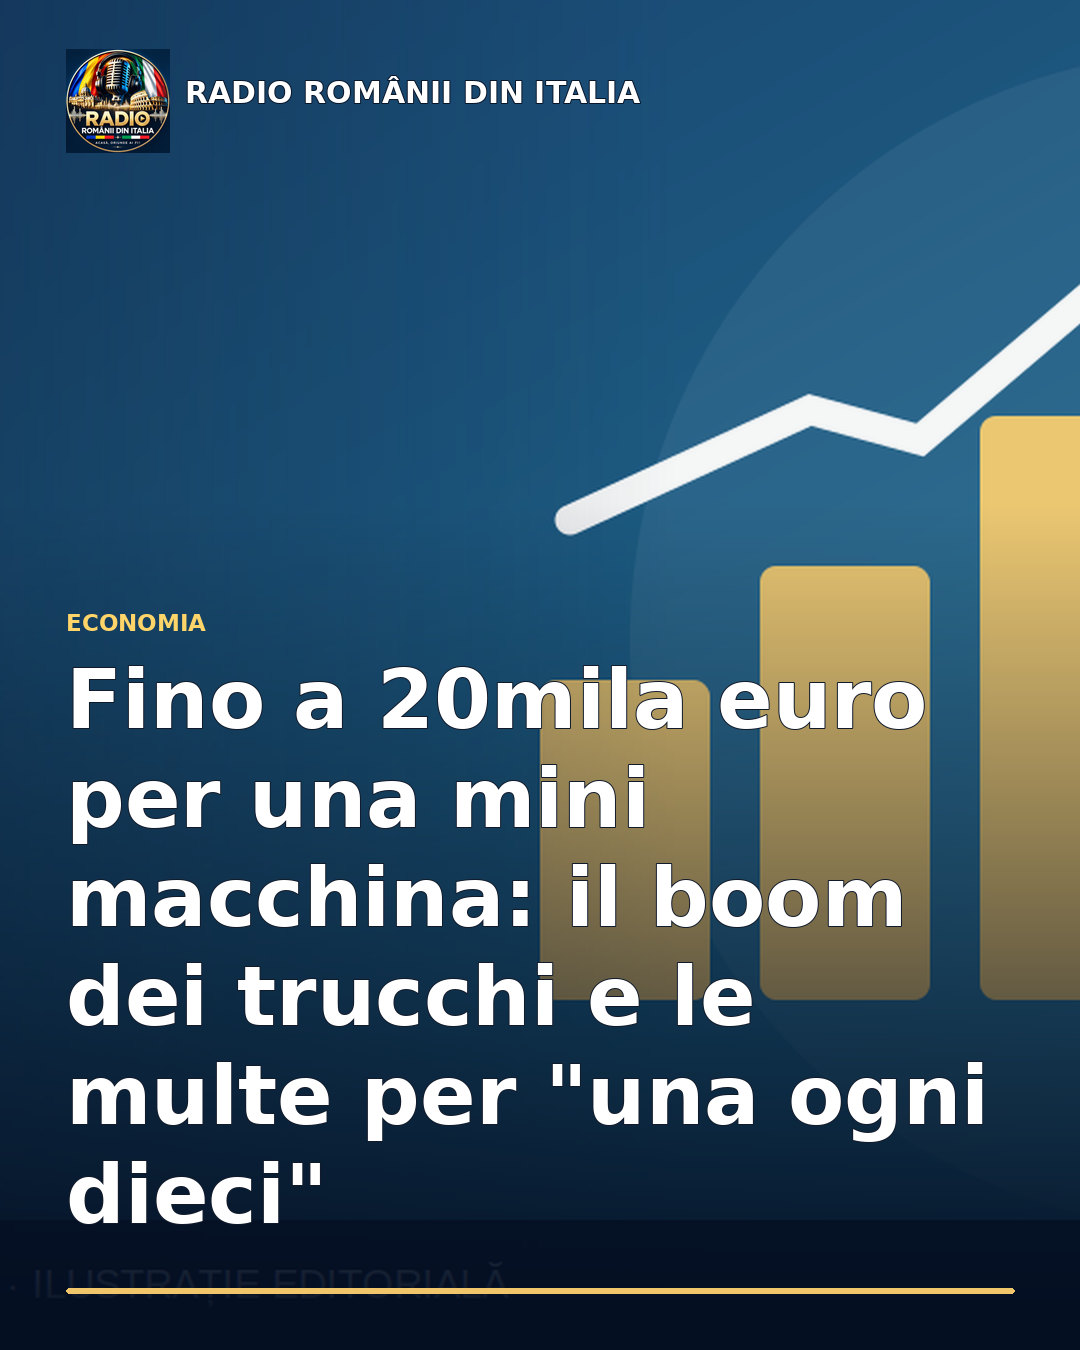 RADIO ROMÂNII DIN ITALIA
RADIO
ROMÂNII DIN ITALIA
ECONOMIA
Fino a 20mila euro
per una mini
macchina: il boom
dei trucchi e le
multe per "una ogni
dieci"
· ILUSTRAȚIE EDITORIALĂ